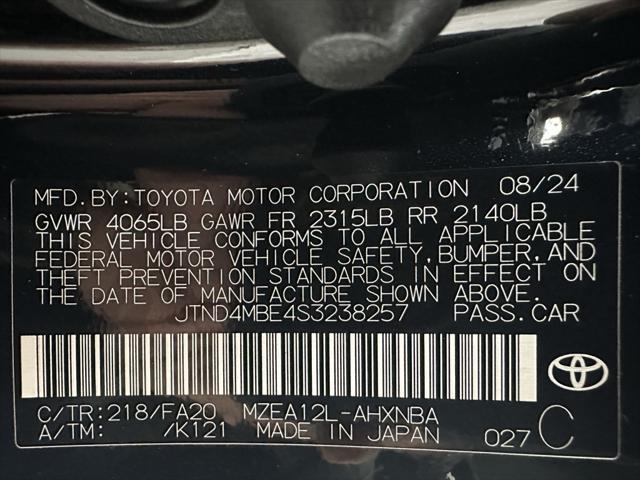 MFD.BY:TOYOTA MOTOR CORPORATION 08/24
GVWR 4065LB GAWR FR 2315LB RR 2140LB
THIS VEHICLE CONFORMS TO ALL APPLICABLE
FEDERAL MOTOR VEHICLE SAFETY,BUMPER,AND
THEFT PREVENTION STANDARDS IN EFFECT ON
THE DATE OF MANUFACTURE SHOWN ABOVE.
JTND4MBE4S3238257 PASS.CAR
C/TR:218/FA20 MZEA12L-AHXNBA
A/TM: /K121 MADE IN JAPAN 027 C